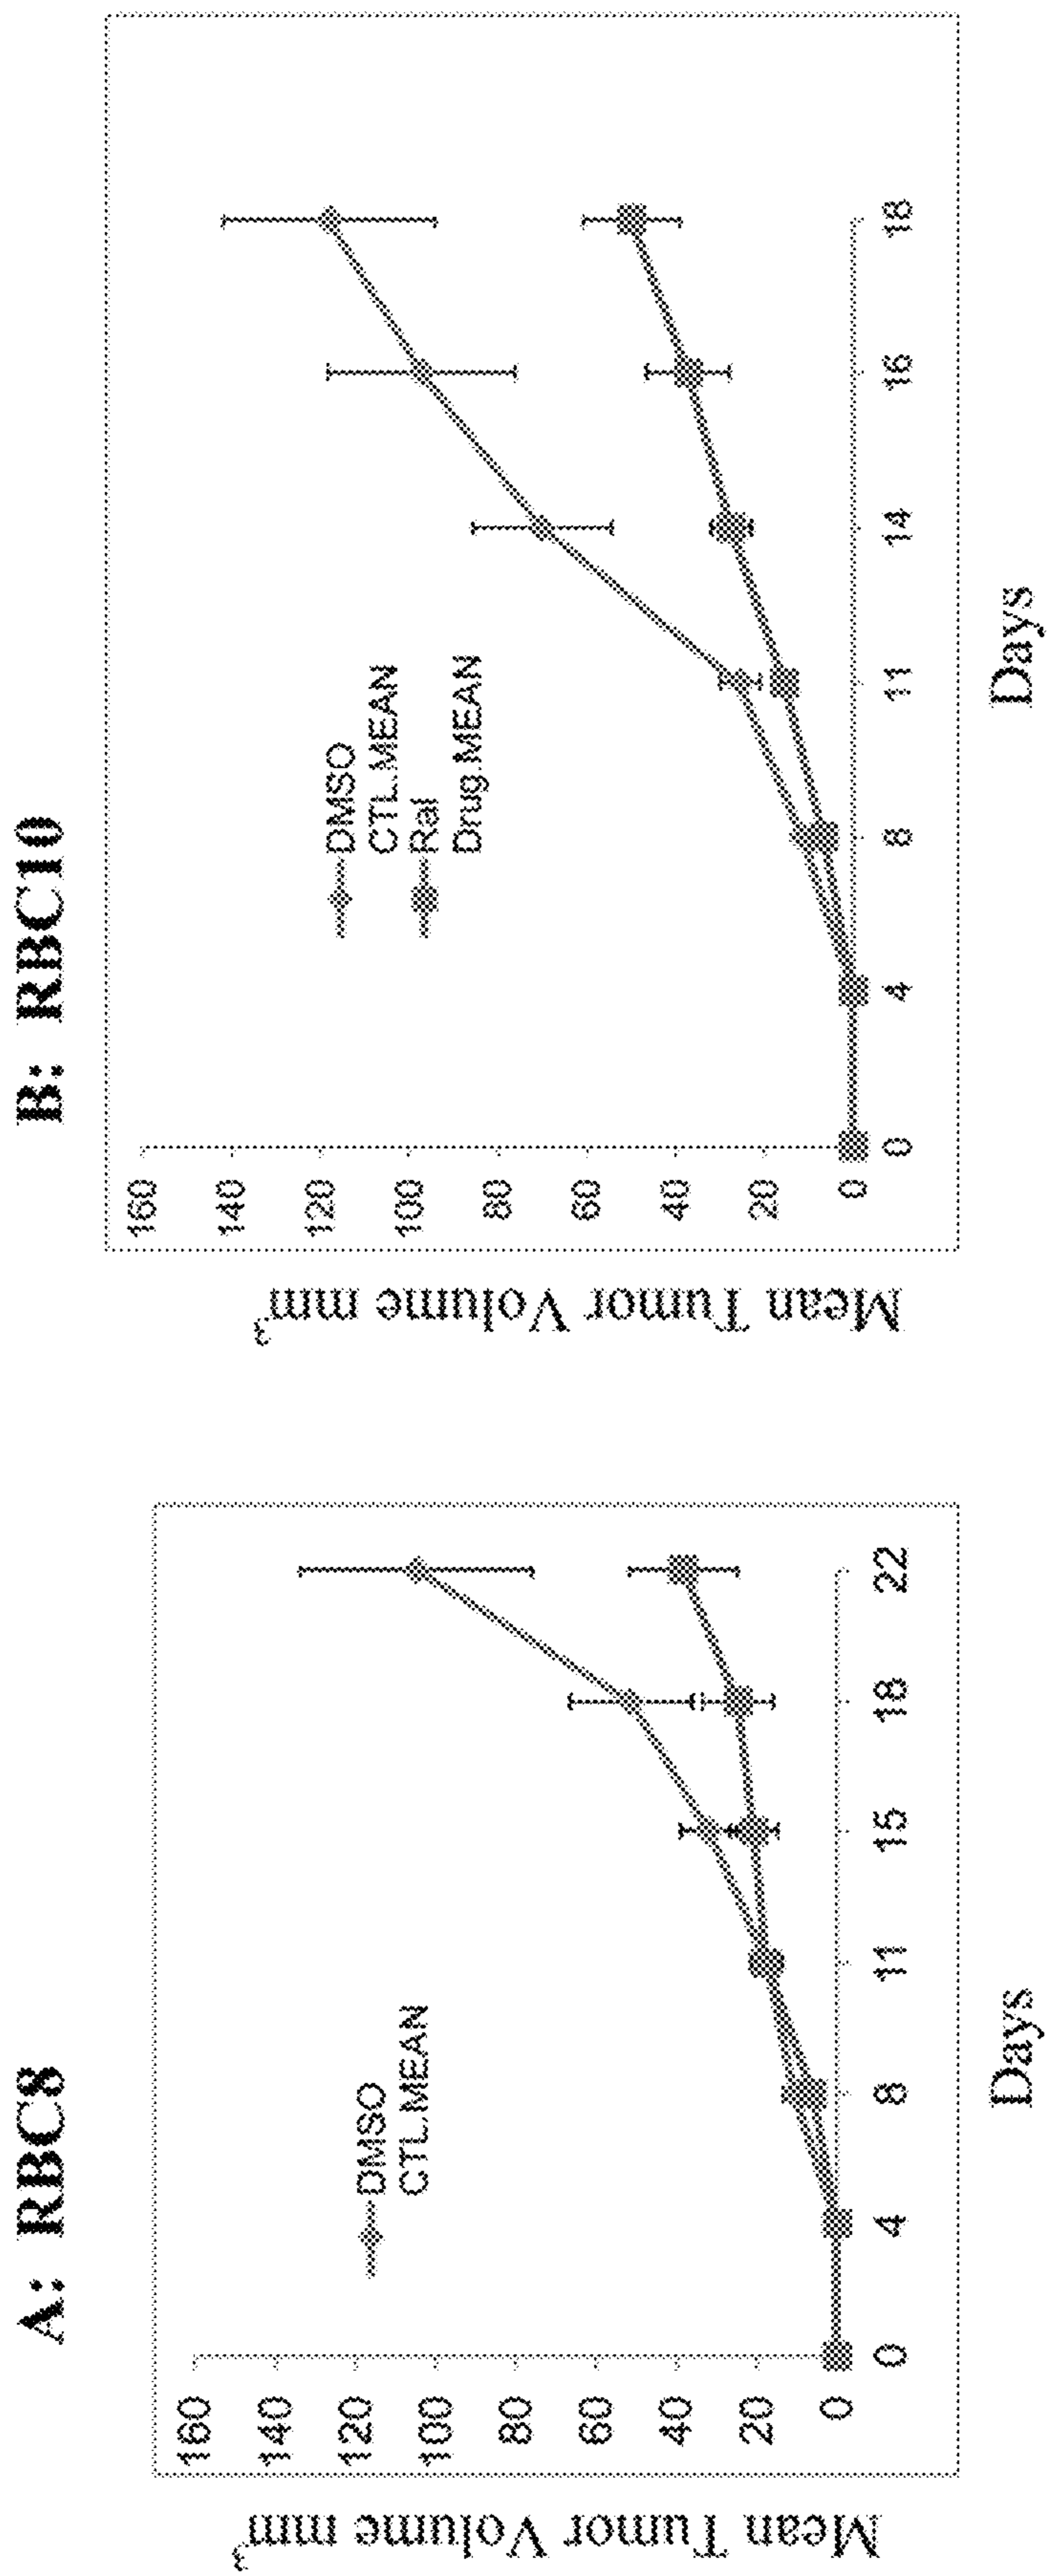 A: RBC8
Mean Tumor Volume mm3
160
140
120
100
80
60
40
20
0
DMSO
CTL.MEAN
0 4 8 11 15 18 22
Days
B: RBC10
Mean Tumor Volume mm3
160
140
120
100
80
60
40
20
0
DMSO
CTL.MEAN
Ral
Drug.MEAN
0 4 8 11 14 16 18
Days